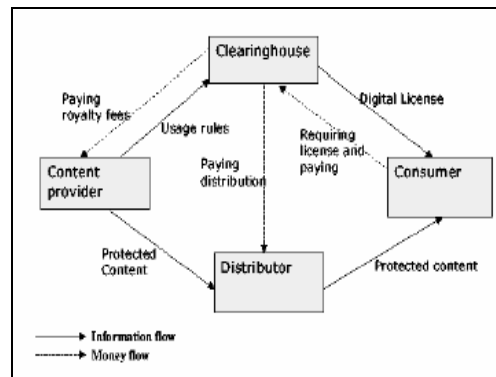 Clearinghouse
Paying
royalty fees
Usage rules
Digital License
Requiring
license and
paying
Paying
distribution
Content
provider
Consumer
Protected
Content
Distributor
Protected content
Information flow
Money flow